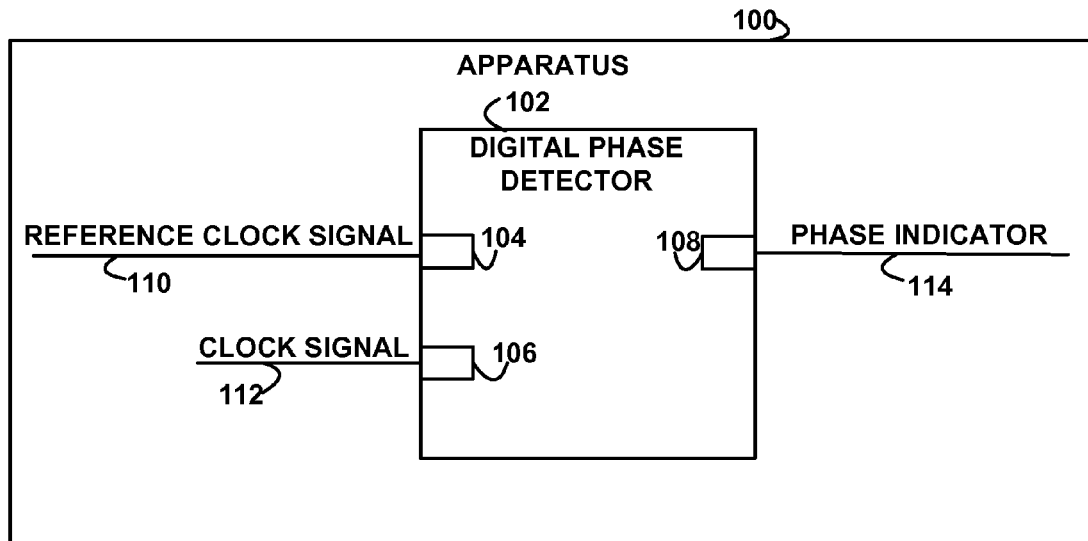 100
APPARATUS
102
DIGITAL PHASE
DETECTOR
REFERENCE CLOCK SIGNAL
104
108
PHASE INDICATOR
110
114
CLOCK SIGNAL
106
112